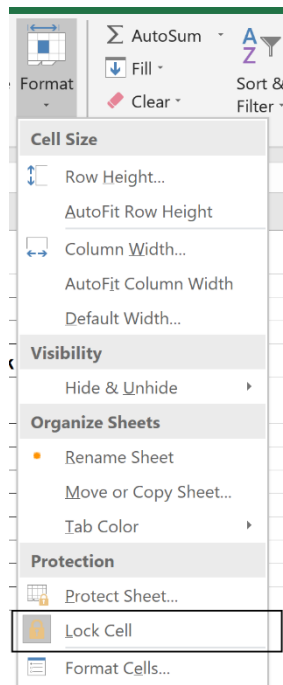 Format
AutoSum
Fill
Clear
A
Z
Sort &
Filter
Cell Size
Row Height...
AutoFit Row Height
Column Width...
AutoFit Column Width
Default Width...
Visibility
Hide & Unhide
Organize Sheets
Rename Sheet
Move or Copy Sheet...
Tab Color
Protection
Protect Sheet...
Lock Cell
Format Cells...